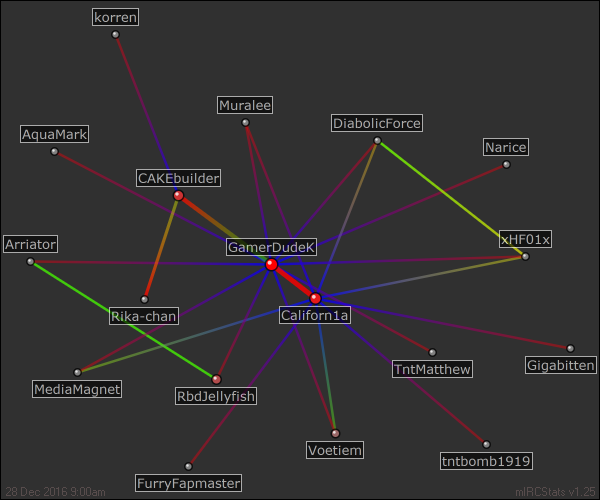 korren
Muralee
DiabolicForce
AquaMark
Narice
CAKEbuilder
xHF01x
Arriator
GamerDudeK
Californ1a
Rika-chan
Gigabitten
TntMatthew
MediaMagnet
RbdJellyfish
Voetiem
tntbomb1919
FurryFapmaster
28 Dec 2016 9:00am
mIRCStats v1.25